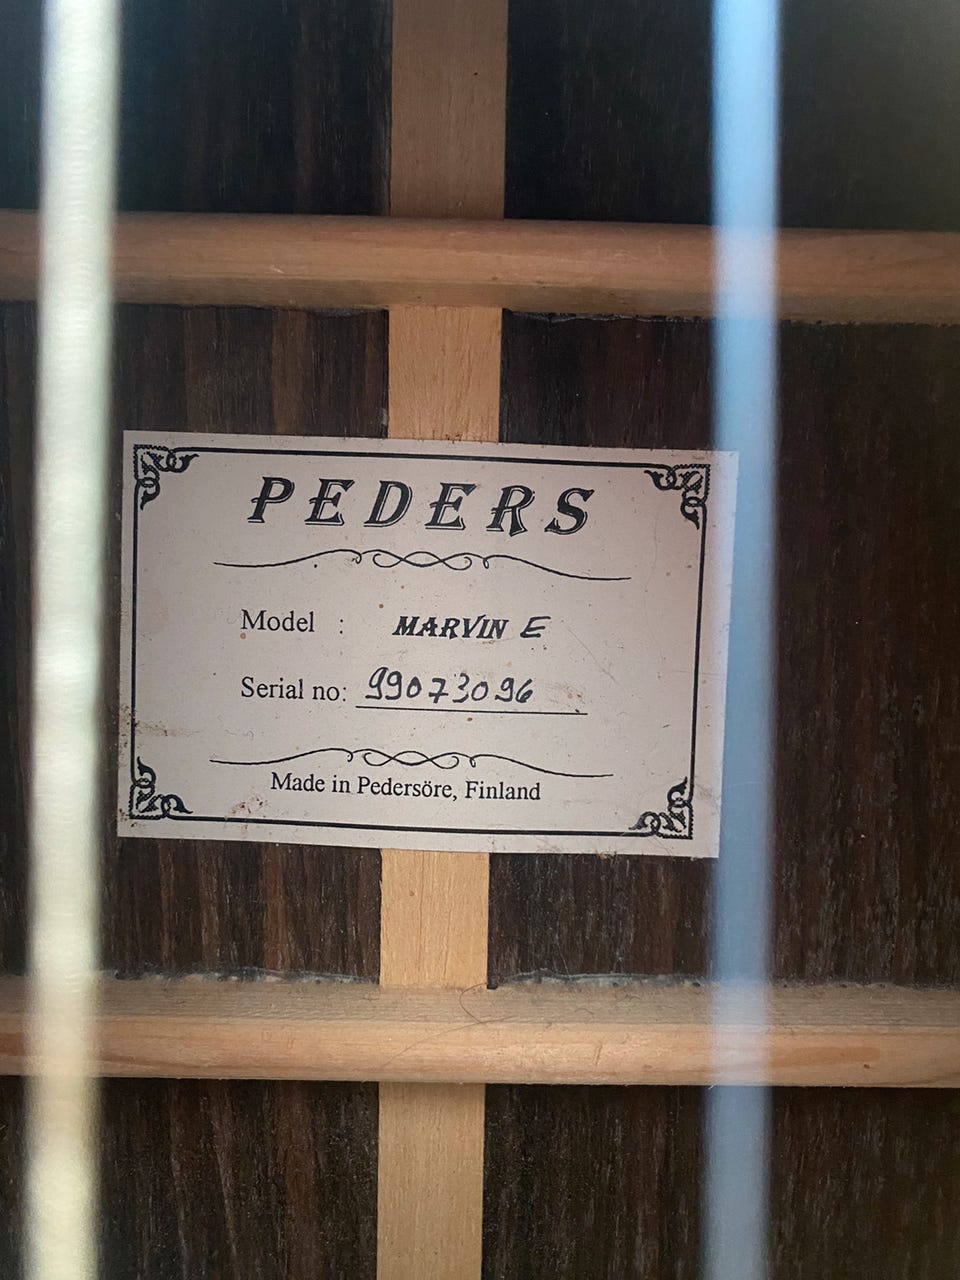 PEDERS
Model : MARVIN E
Serial no: 99073096
Made in Pedersöre, Finland